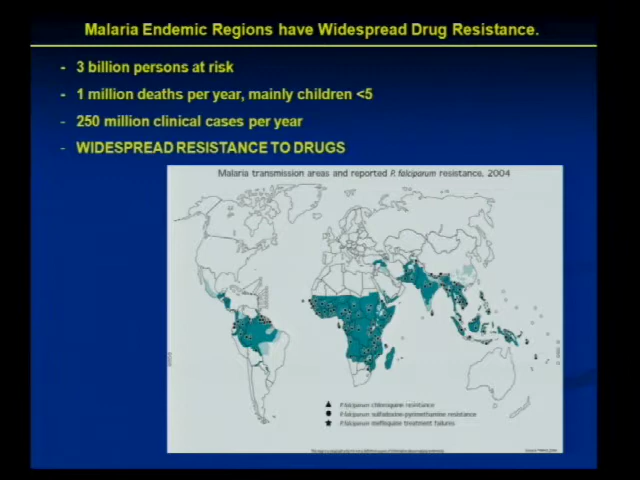 Malaria Endemic Regions have Widespread Drug Resistance.
- 3 billion persons at risk
- 1 million deaths per year, mainly children <5
- 250 million clinical cases per year
- WIDESPREAD RESISTANCE TO DRUGS
Malaria transmission areas and reported P. falciparum resistance, 2004
P. falciparum chloroquine resistance
P. falciparum sulfadoxine-pyrimethamine resistance
P. falciparum mefloquine treatment failures